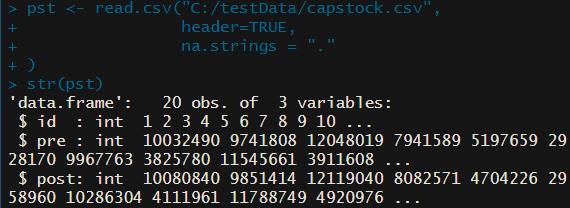 > pst <- read.csv("C:/testData/capstock.csv",
+                 header=TRUE,
+                 na.strings = "."
+ )
> str(pst)
'data.frame':   20 obs. of  3 variables:
 $ id  : int  1 2 3 4 5 6 7 8 9 10 ...
 $ pre : int  10032490 9741808 12048019 7941589 5197659 29
28170 9967763 3825780 11545661 3911608 ...
 $ post: int  10080840 9851414 12119040 8082571 4704226 29
58960 10286304 4111961 11788749 4920976 ...